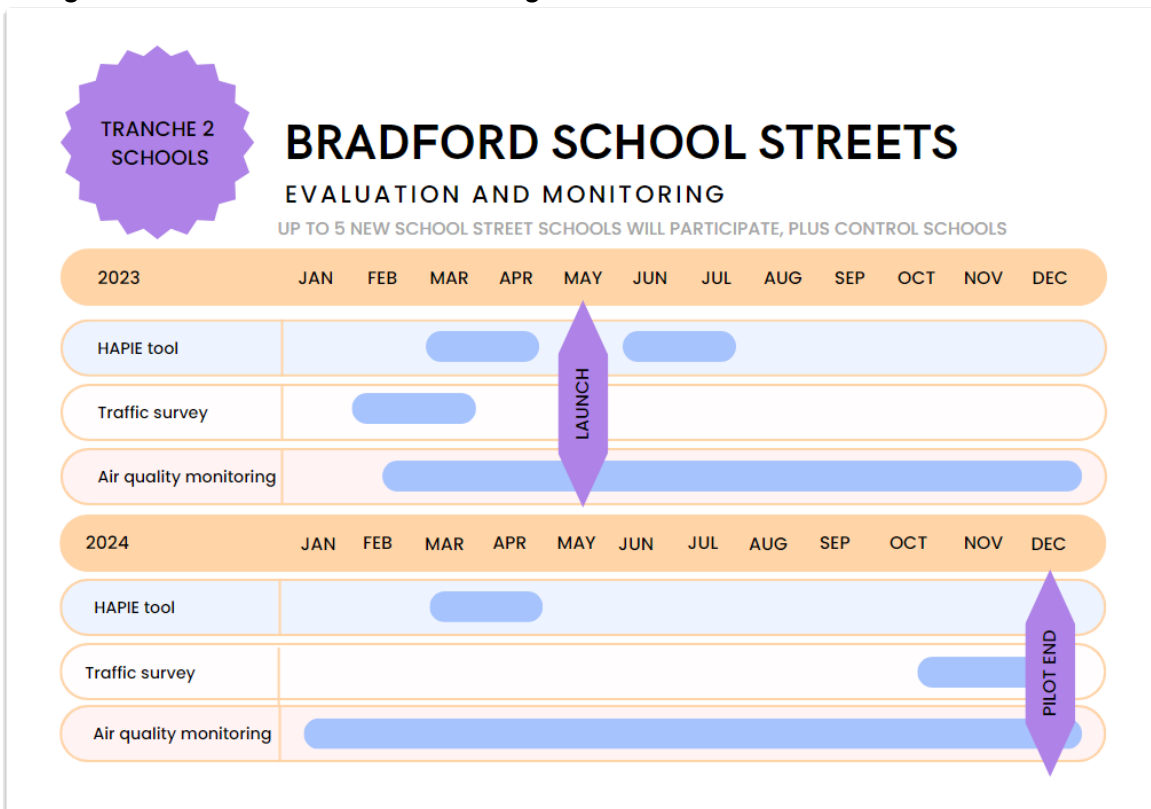 TRANCHE 2
SCHOOLS
BRADFORD SCHOOL STREETS
EVALUATION AND MONITORING
UP TO 5 NEW SCHOOL STREET SCHOOLS WILL PARTICIPATE, PLUS CONTROL SCHOOLS
2023 JAN FEB MAR APR MAY JUN JUL AUG SEP OCT NOV DEC
HAPIE tool
LAUNCH
Traffic survey
Air quality monitoring
2024 JAN FEB MAR APR MAY JUN JUL AUG SEP OCT NOV DEC
HAPIE tool
Traffic survey
PILOT END
Air quality monitoring